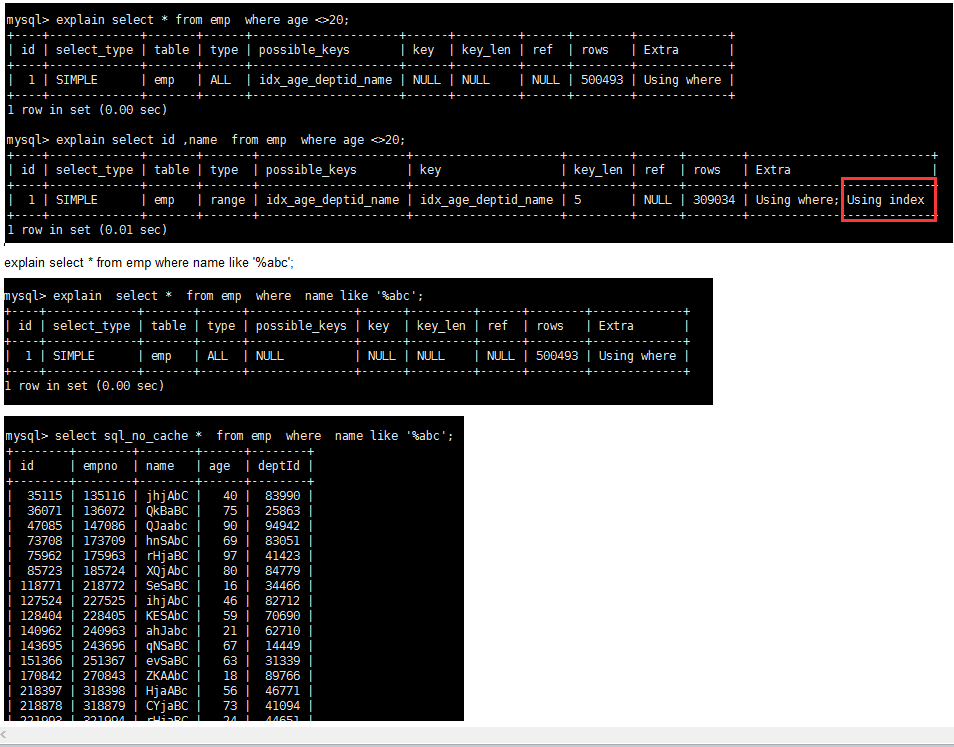 mysql> explain select * from emp  where age <>20;
+----+-------------+-------+------+---------------------+------+---------+------+--------+-------------+
| id | select_type | table | type | possible_keys       | key  | key_len | ref  | rows   | Extra       |
+----+-------------+-------+------+---------------------+------+---------+------+--------+-------------+
|  1 | SIMPLE      | emp   | ALL  | idx_age_deptid_name | NULL | NULL    | NULL | 500493 | Using where |
+----+-------------+-------+------+---------------------+------+---------+------+--------+-------------+
1 row in set (0.00 sec)
mysql> explain select id ,name  from emp  where age <>20;
+----+-------------+-------+-------+---------------------+---------------------+---------+------+--------+--------------------------+
| id | select_type | table | type  | possible_keys       | key                 | key_len | ref  | rows   | Extra                    |
+----+-------------+-------+-------+---------------------+---------------------+---------+------+--------+--------------------------+
|  1 | SIMPLE      | emp   | range | idx_age_deptid_name | idx_age_deptid_name | 5       | NULL | 309034 | Using where; Using index
+----+-------------+-------+-------+---------------------+---------------------+---------+------+--------+--------------------------+
1 row in set (0.01 sec)
explain select * from emp where name like '%abc';
mysql> explain  select *  from emp  where  name like '%abc';
+----+-------------+-------+------+---------------+------+---------+------+--------+-------------+
| id | select_type | table | type | possible_keys | key  | key_len | ref  | rows   | Extra       |
+----+-------------+-------+------+---------------+------+---------+------+--------+-------------+
|  1 | SIMPLE      | emp   | ALL  | NULL          | NULL | NULL    | NULL | 500493 | Using where |
+----+-------------+-------+------+---------------+------+---------+------+--------+-------------+
1 row in set (0.00 sec)
mysql> select sql_no_cache *  from emp  where  name like '%abc';
+--------+--------+--------+------+--------+
| id     | empno  | name   | age  | deptId |
+--------+--------+--------+------+--------+
|  35115 | 135116 | jhjAbC |   40 |  83990 |
|  36071 | 136072 | QkBaBC |   75 |  25863 |
|  47085 | 147086 | QJaabc |   90 |  94942 |
|  73708 | 173709 | hnSAbC |   69 |  83051 |
|  75962 | 175963 | rHjaBC |   97 |  41423 |
|  85723 | 185724 | XQjAbC |   80 |  84779 |
| 118771 | 218772 | SeSaBC |   16 |  34466 |
| 127524 | 227525 | ihjAbC |   46 |  82712 |
| 128404 | 228405 | KESAbC |   59 |  70690 |
| 140962 | 240963 | ahJabc |   21 |  62710 |
| 143695 | 243696 | qNSaBC |   67 |  14449 |
| 151366 | 251367 | evSaBC |   63 |  31339 |
| 170842 | 270843 | ZKAAbC |   18 |  89766 |
| 218397 | 318398 | HjaABc |   56 |  46771 |
| 218878 | 318879 | CYjaBC |   73 |  41094 |
| 221993 | 321994 | rHjaBC |   24 |  44651 |